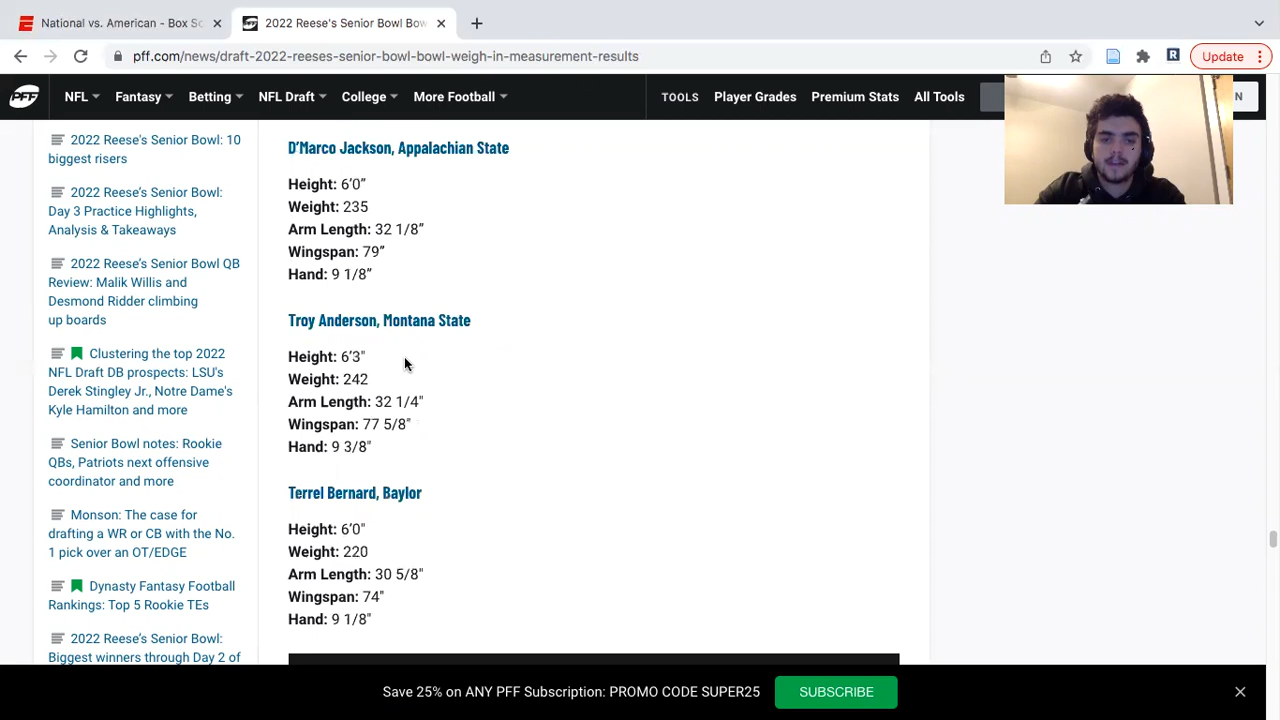 National vs. American - Box Sc
2022 Reese's Senior Bowl Bow
pff.com/news/draft-2022-reeses-senior-bowl-bowl-weigh-in-measurement-results
R
Update
PFF
NFL
Fantasy
Betting
NFL Draft
College
More Football
TOOLS
Player Grades
Premium Stats
All Tools
N
2022 Reese's Senior Bowl: 10
biggest risers
2022 Reese's Senior Bowl:
Day 3 Practice Highlights,
Analysis & Takeaways
2022 Reese's Senior Bowl QB
Review: Malik Willis and
Desmond Ridder climbing
up boards
Clustering the top 2022
NFL Draft DB prospects: LSU's
Derek Stingley Jr., Notre Dame's
Kyle Hamilton and more
Senior Bowl notes: Rookie
QBs, Patriots next offensive
coordinator and more
Monson: The case for
drafting a WR or CB with the No.
1 pick over an OT/EDGE
Dynasty Fantasy Football
Rankings: Top 5 Rookie TEs
2022 Reese's Senior Bowl:
Biggest winners through Day 2 of
D’Marco Jackson, Appalachian State
Height: 6’0”
Weight: 235
Arm Length: 32 1/8”
Wingspan: 79”
Hand: 9 1/8”
Troy Anderson, Montana State
Height: 6’3"
Weight: 242
Arm Length: 32 1/4"
Wingspan: 77 5/8"
Hand: 9 3/8"
Terrel Bernard, Baylor
Height: 6’0"
Weight: 220
Arm Length: 30 5/8"
Wingspan: 74"
Hand: 9 1/8"
Save 25% on ANY PFF Subscription: PROMO CODE SUPER25
SUBSCRIBE